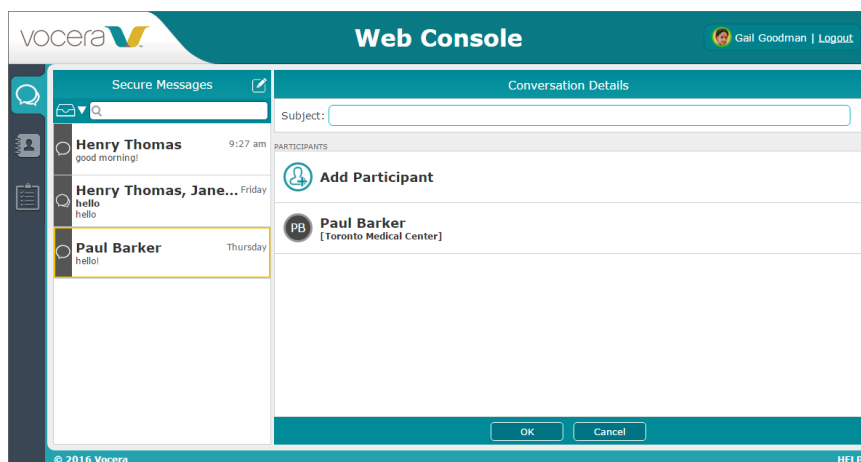 vocera
Web Console
Gail Goodman | Logout
Secure Messages
Conversation Details
Subject:
Henry Thomas 9:27 am
good morning!
PARTICIPANTS
Add Participant
Henry Thomas, Jane... Friday
hello
hello
PB Paul Barker
[Toronto Medical Center]
Paul Barker Thursday
hello!
OK Cancel
© 2016 Vocera HELP